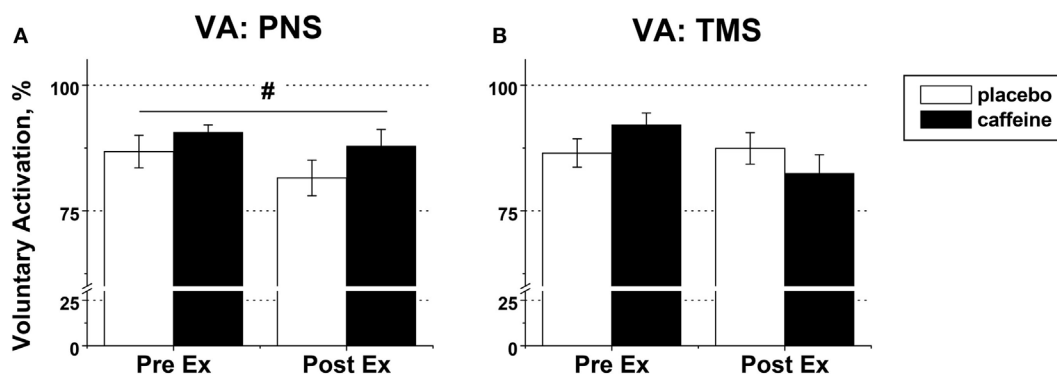 A
VA: PNS
Voluntary Activation, %
100
75
25
0
#
Pre Ex
Post Ex
B
VA: TMS
100
75
25
0
Pre Ex
Post Ex
placebo
caffeine